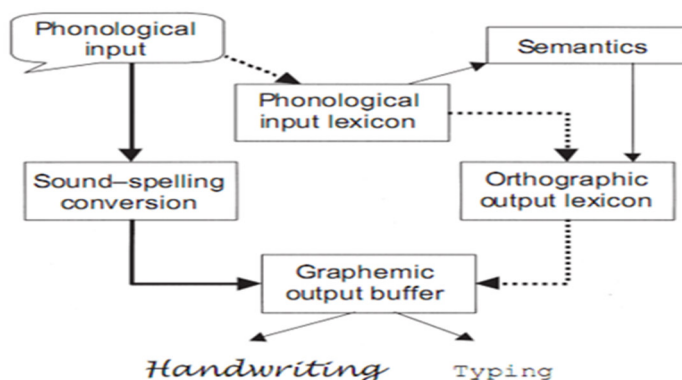 Phonological
input
Semantics
Phonological
input lexicon
Sound–spelling
conversion
Orthographic
output lexicon
Graphemic
output buffer
Handwriting
Typing